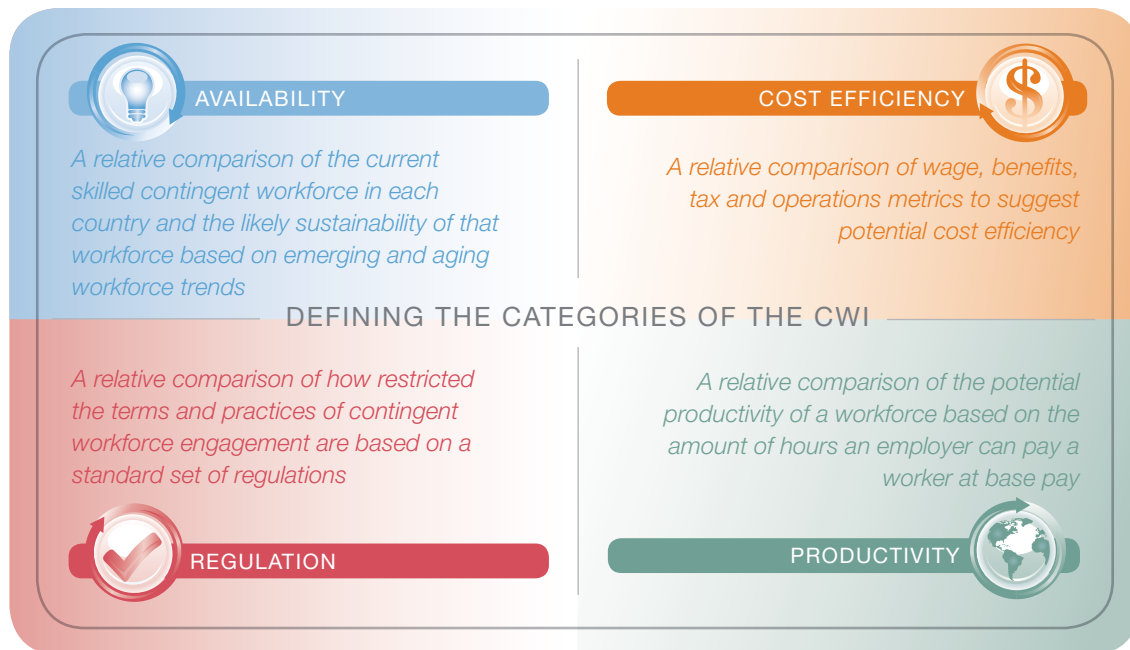 AVAILABILITY
A relative comparison of the current
skilled contingent workforce in each
country and the likely sustainability of that
workforce based on emerging and aging
workforce trends
COST EFFICIENCY
$
A relative comparison of wage, benefits,
tax and operations metrics to suggest
potential cost efficiency
DEFINING THE CATEGORIES OF THE CWI
A relative comparison of how restricted
the terms and practices of contingent
workforce engagement are based on a
standard set of regulations
REGULATION
A relative comparison of the potential
productivity of a workforce based on the
amount of hours an employer can pay a
worker at base pay
PRODUCTIVITY